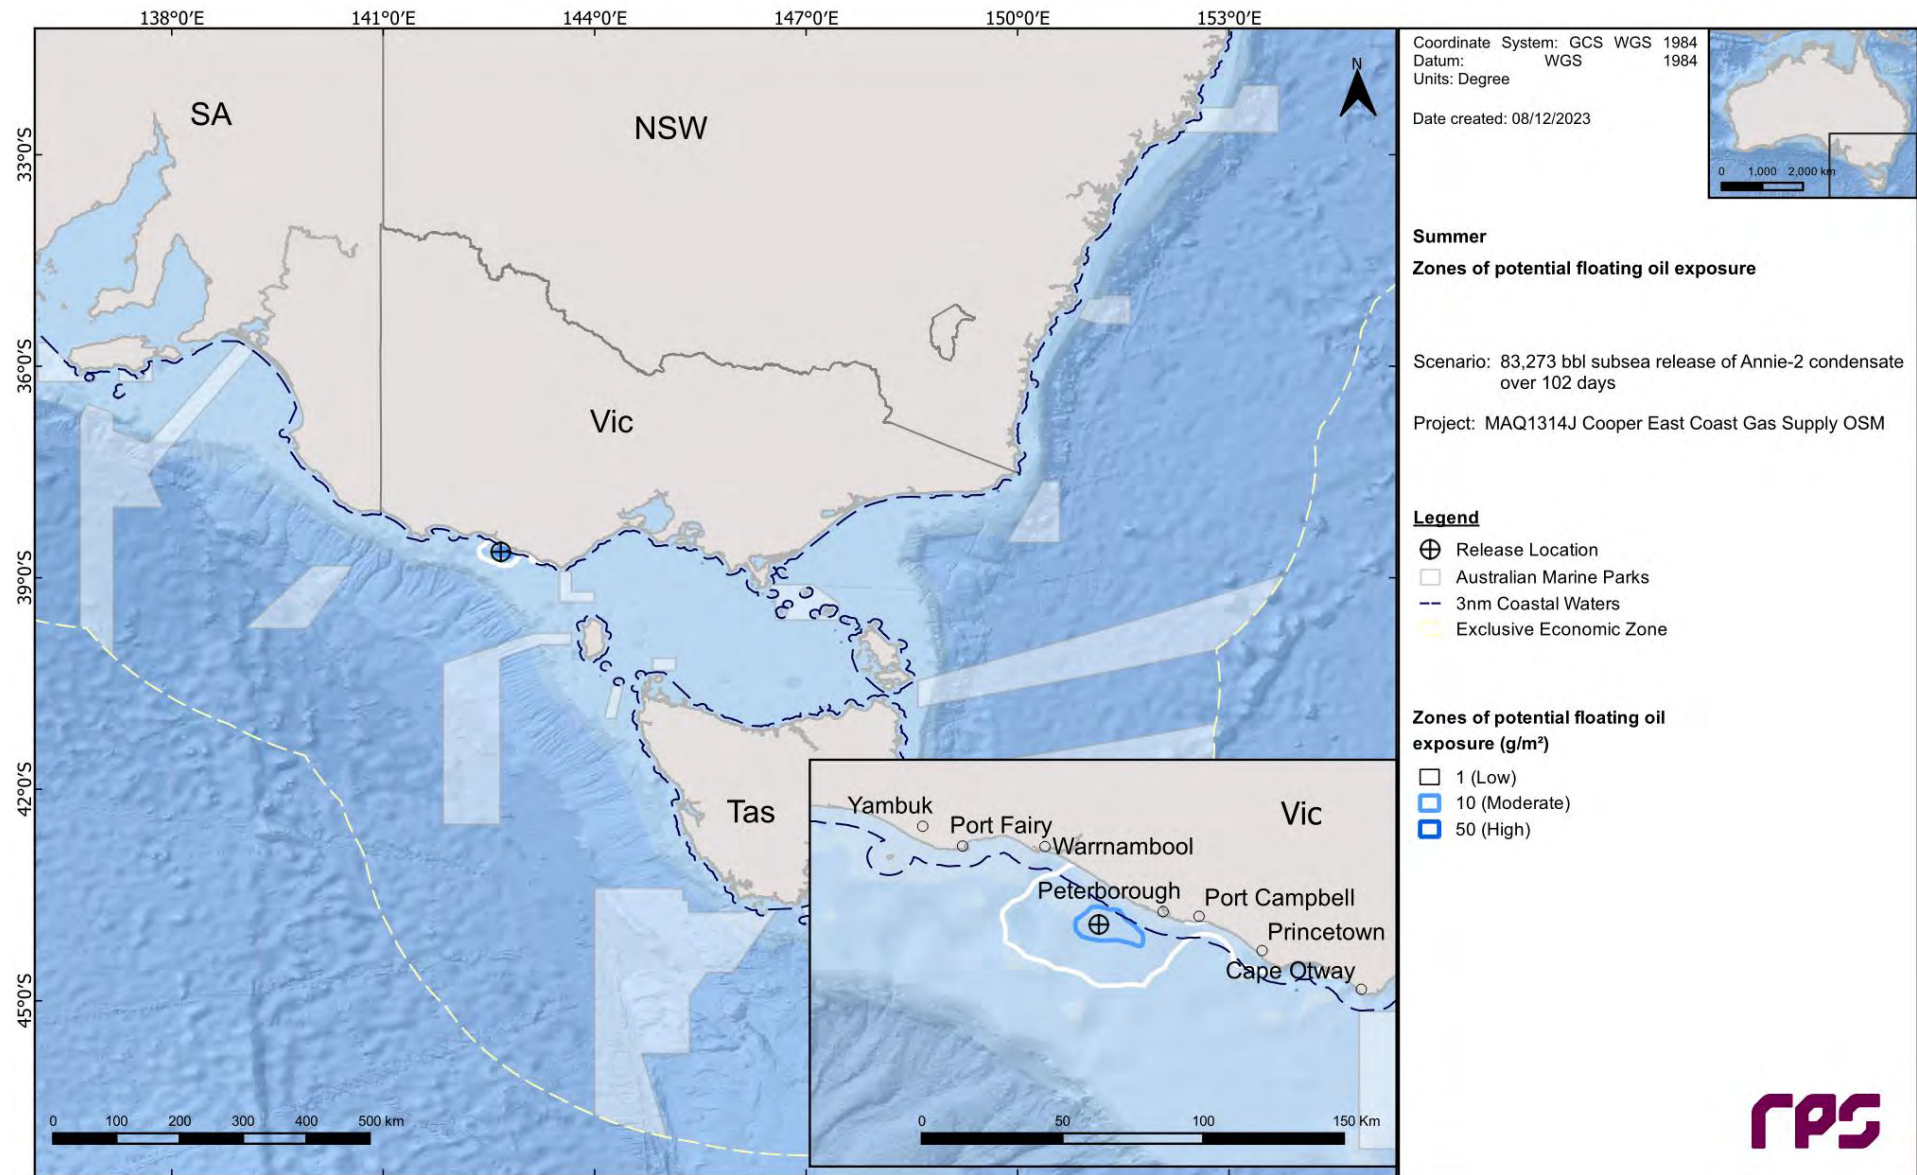 138°0'E
141°0'E
144°0'E
147°0'E
150°0'E
153°0'E
33°0'S
36°0'S
39°0'S
42°0'S
45°0'S
SA
NSW
N
Vic
Tas
0 100 200 300 400 500 km
Vic
Yambuk
Port Fairy
Warrnambool
Peterborough
Port Campbell
Princetown
Cape Otway
0 50 100 150 Km
Coordinate System: GCS WGS 1984
Datum: WGS 1984
Units: Degree
Date created: 08/12/2023
0 1,000 2,000 km
Summer
Zones of potential floating oil exposure
Scenario: 83,273 bbl subsea release of Annie-2 condensate
over 102 days
Project: MAQ1314J Cooper East Coast Gas Supply OSM
Legend
Release Location
Australian Marine Parks
3nm Coastal Waters
Exclusive Economic Zone
Zones of potential floating oil
exposure (g/m²)
1 (Low)
10 (Moderate)
50 (High)
rps